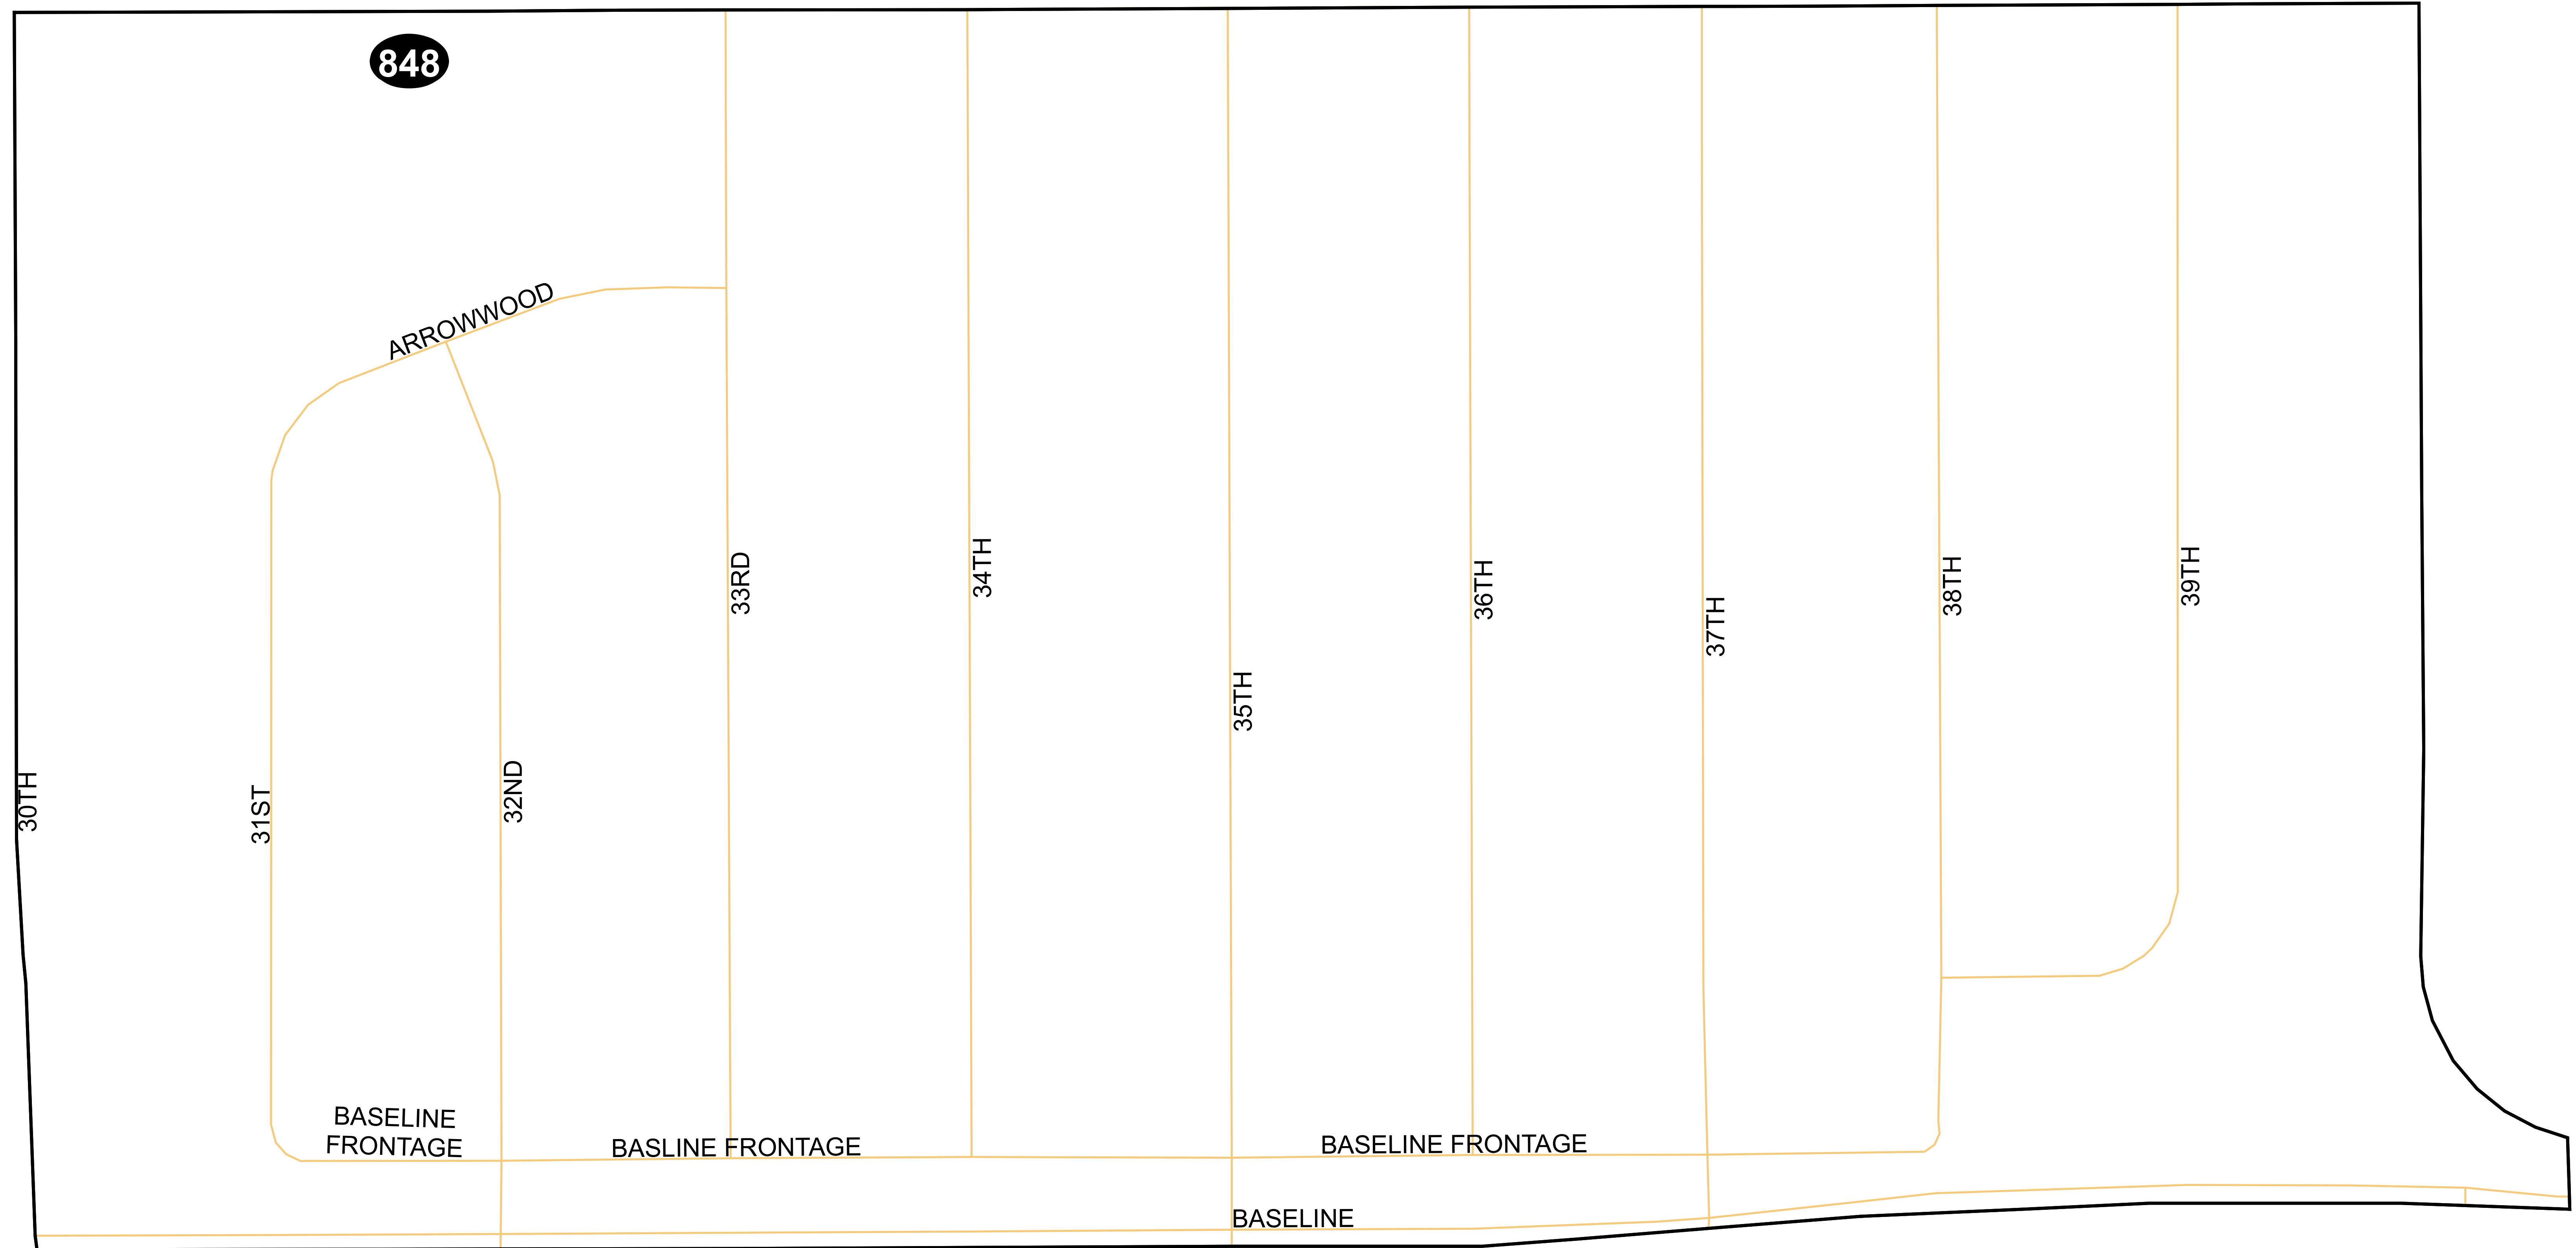 848
ARROWWOOD
30TH
31ST
32ND
33RD
34TH
35TH
36TH
37TH
38TH
39TH
BASELINE
FRONTAGE
BASLINE FRONTAGE
BASELINE FRONTAGE
BASELINE